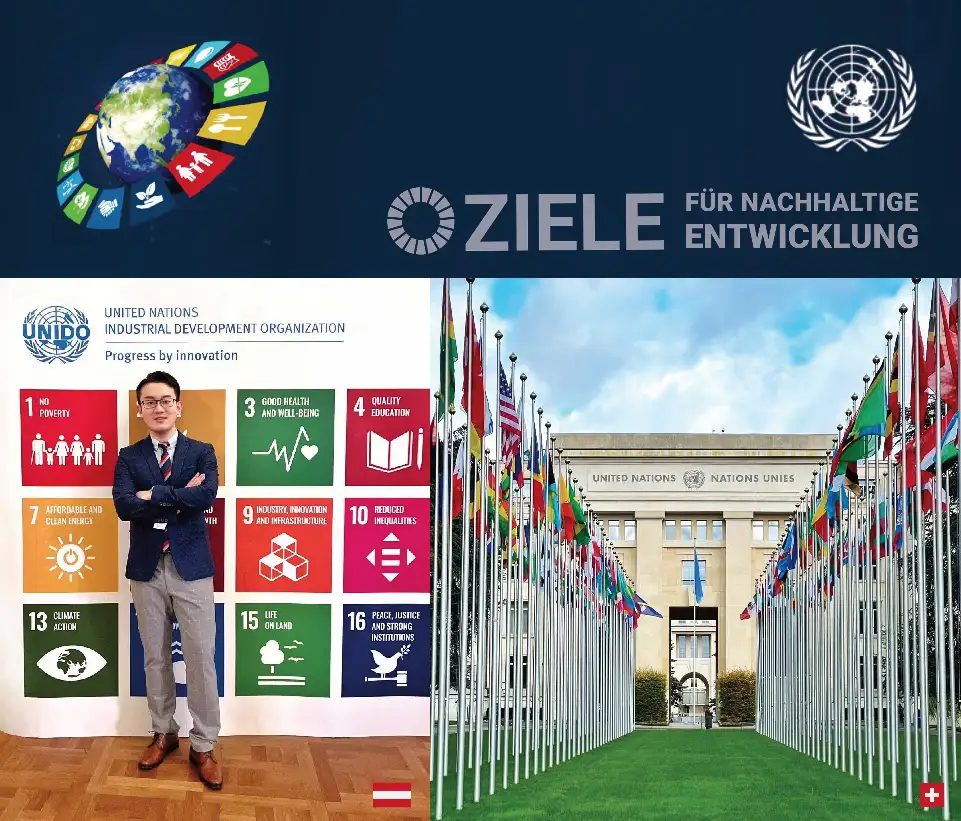 ZIELE
FÜR NACHHALTIGE
ENTWICKLUNG
UNIDO
UNITED NATIONS
INDUSTRIAL DEVELOPMENT ORGANIZATION
Progress by innovation
1 NO
POVERTY
3 GOOD HEALTH
AND WELL-BEING
4 QUALITY
EDUCATION
7 AFFORDABLE AND
CLEAN ENERGY
9 INDUSTRY, INNOVATION
AND INFRASTRUCTURE
10 REDUCED
INEQUALITIES
13 CLIMATE
ACTION
15 LIFE
ON LAND
16 PEACE, JUSTICE
AND STRONG
INSTITUTIONS
UNITED NATIONS NATIONS UNIES